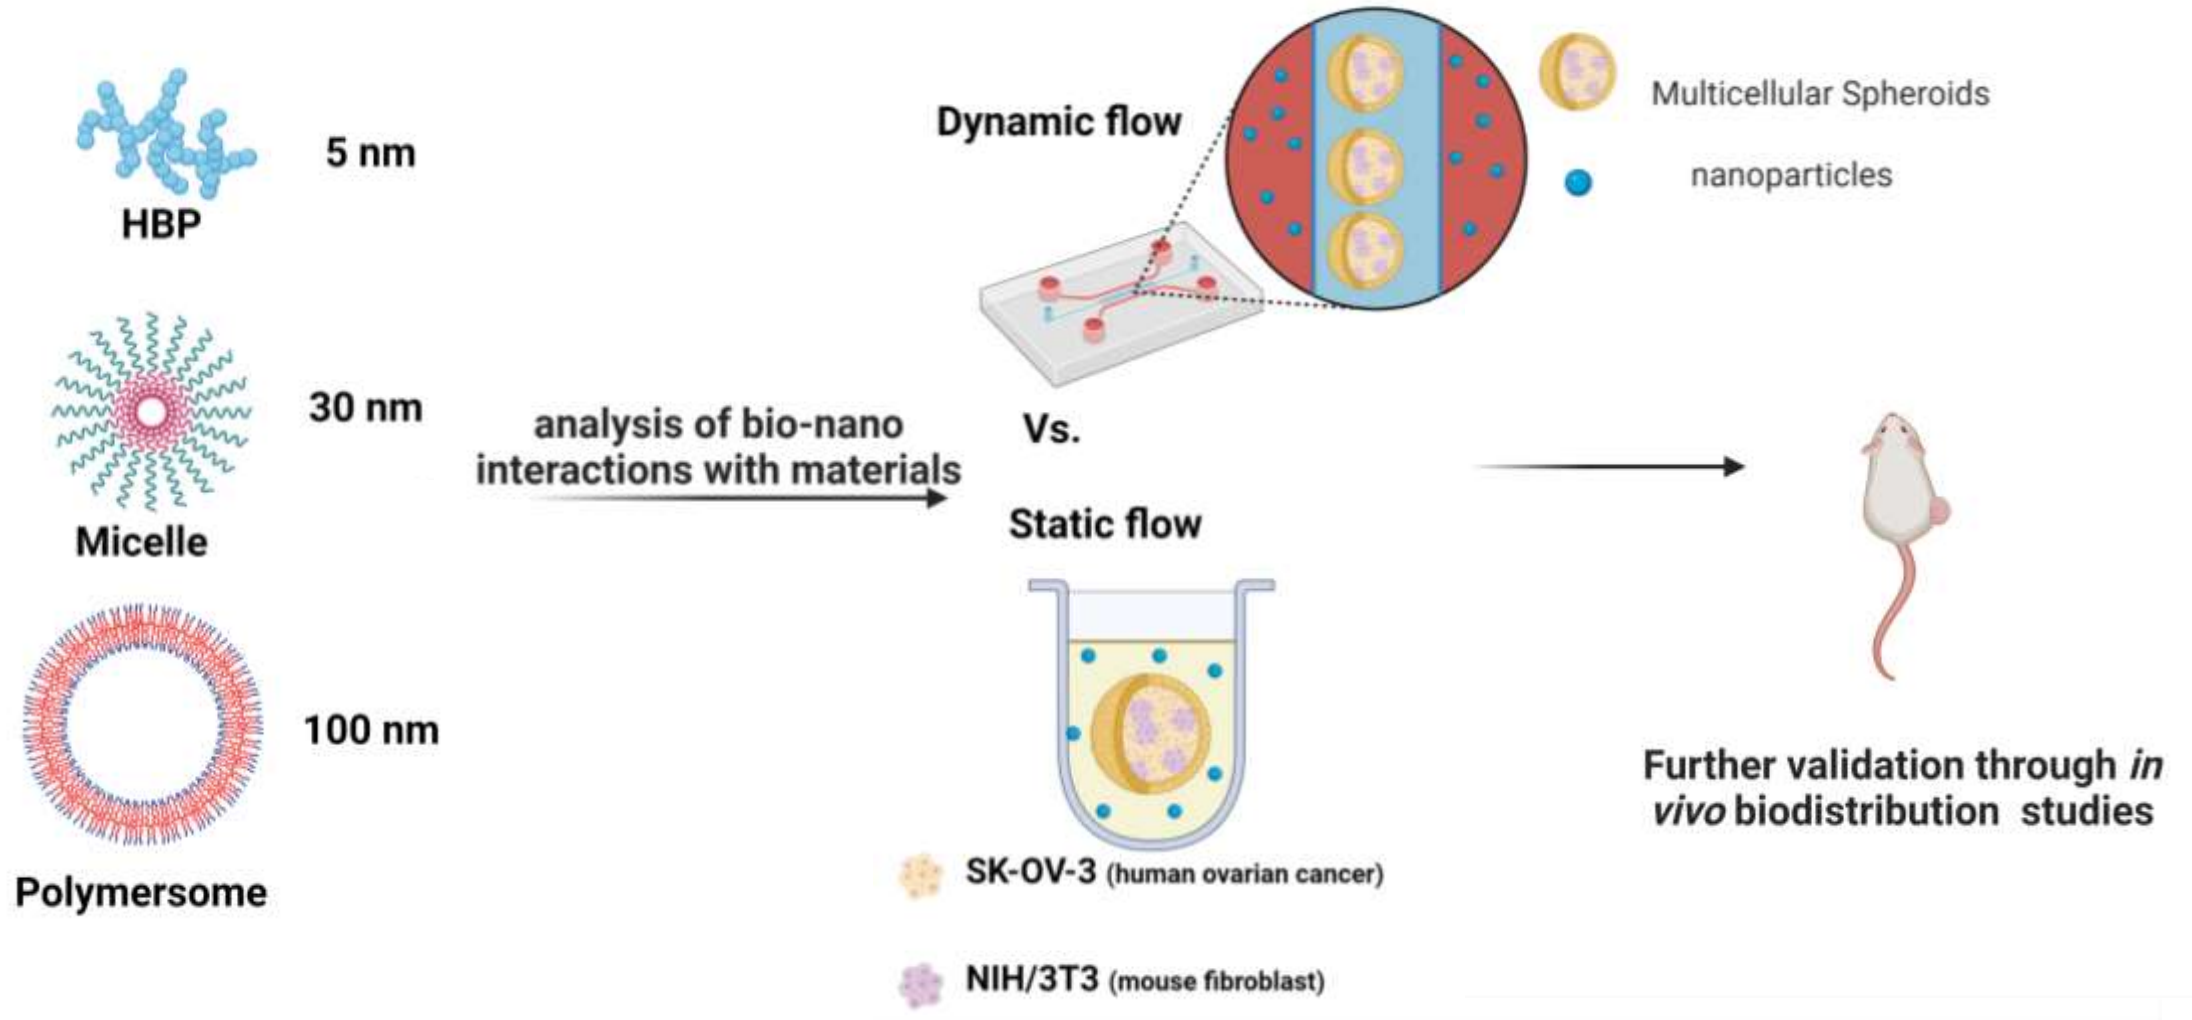 HBP
5 nm
Micelle
30 nm
Polymersome
100 nm
analysis of bio-nano
interactions with materials
Dynamic flow
Multicellular Spheroids
nanoparticles
Vs.
Static flow
SK-OV-3 (human ovarian cancer)
NIH/3T3 (mouse fibroblast)
Further validation through in
vivo biodistribution studies